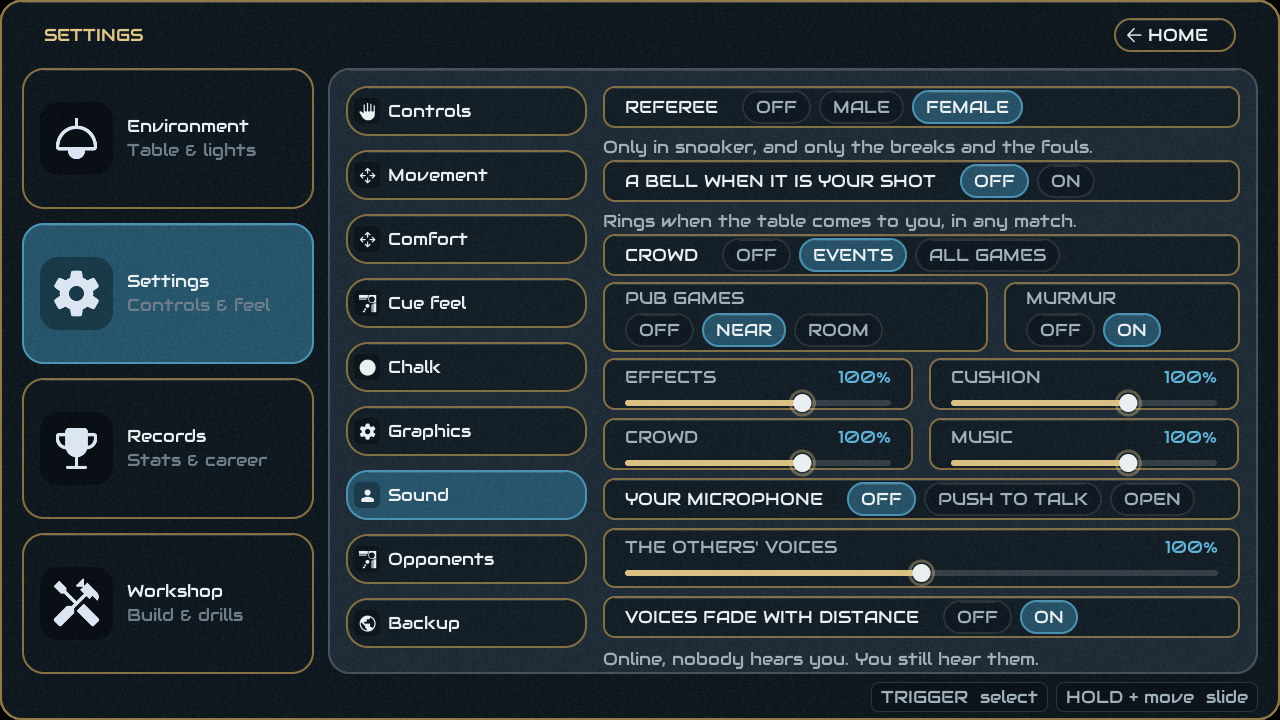 SETTINGS
← HOME
Environment
Table & lights
Settings
Controls & feel
Records
Stats & career
Workshop
Build & drills
Controls
Movement
Comfort
Cue feel
Chalk
Graphics
Sound
Opponents
Backup
REFEREE OFF MALE FEMALE
Only in snooker, and only the breaks and the fouls.
A BELL WHEN IT IS YOUR SHOT OFF ON
Rings when the table comes to you, in any match.
CROWD OFF EVENTS ALL GAMES
PUB GAMES
OFF NEAR ROOM
MURMUR
OFF ON
EFFECTS 100%
CUSHION 100%
CROWD 100%
MUSIC 100%
YOUR MICROPHONE OFF PUSH TO TALK OPEN
THE OTHERS' VOICES 100%
VOICES FADE WITH DISTANCE OFF ON
Online, nobody hears you. You still hear them.
TRIGGER select
HOLD + move slide